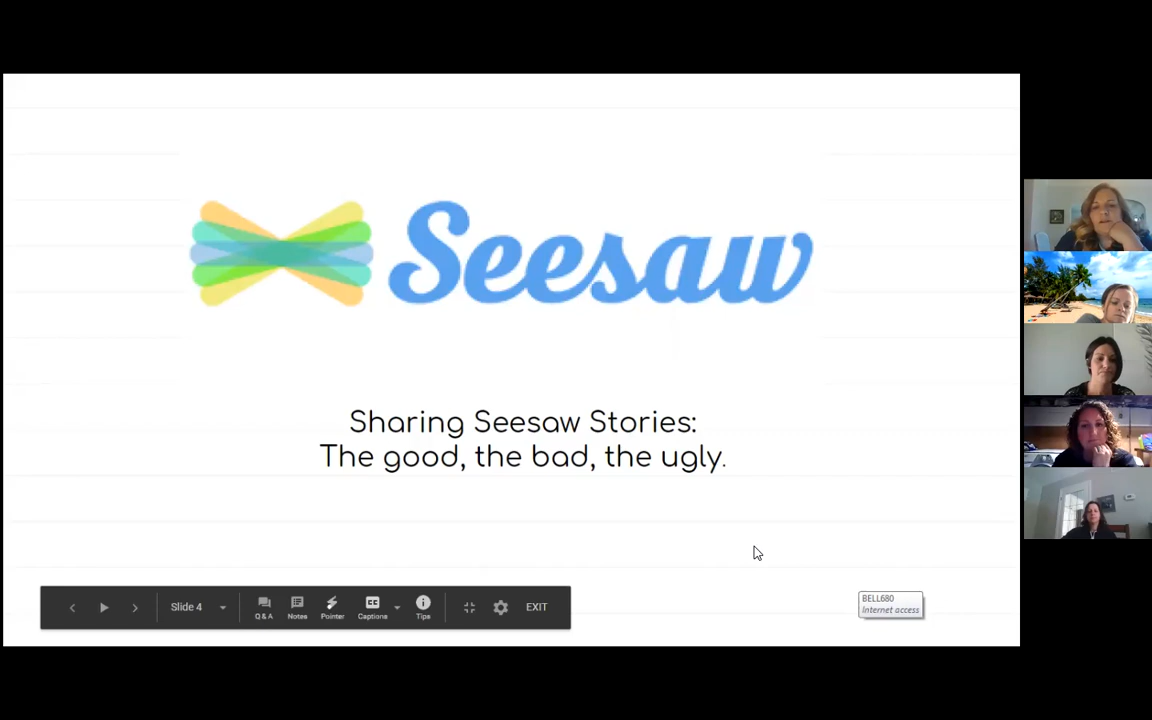 Seesaw
Sharing Seesaw Stories:
The good, the bad, the ugly.
Slide 4
Q & A
Notes
Pointer
CC
Captions
Tips
EXIT
BELL680
Internet access